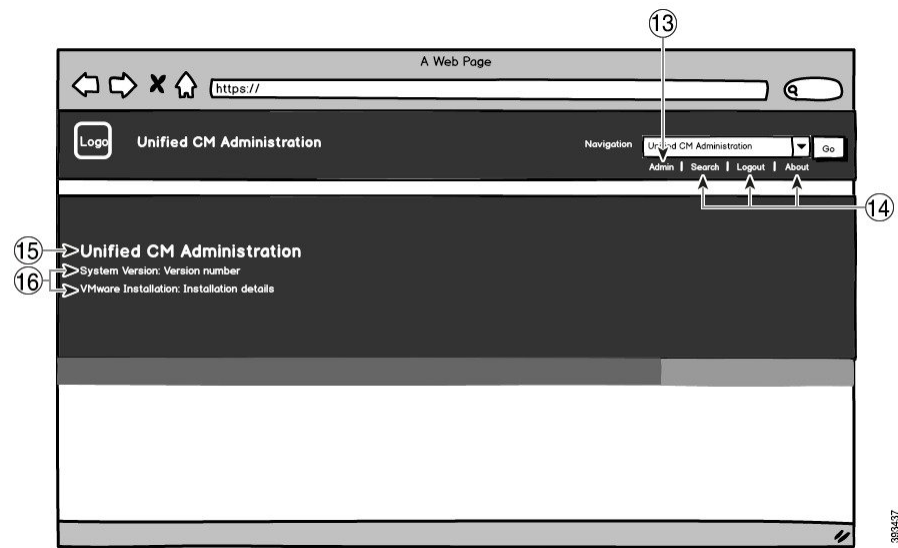 13
A Web Page
https://
Logo
Unified CM Administration
Navigation
Unified CM Administration
Go
Admin | Search | Logout | About
14
15
Unified CM Administration
16
System Version: Version number
VMware Installation: Installation details
393437